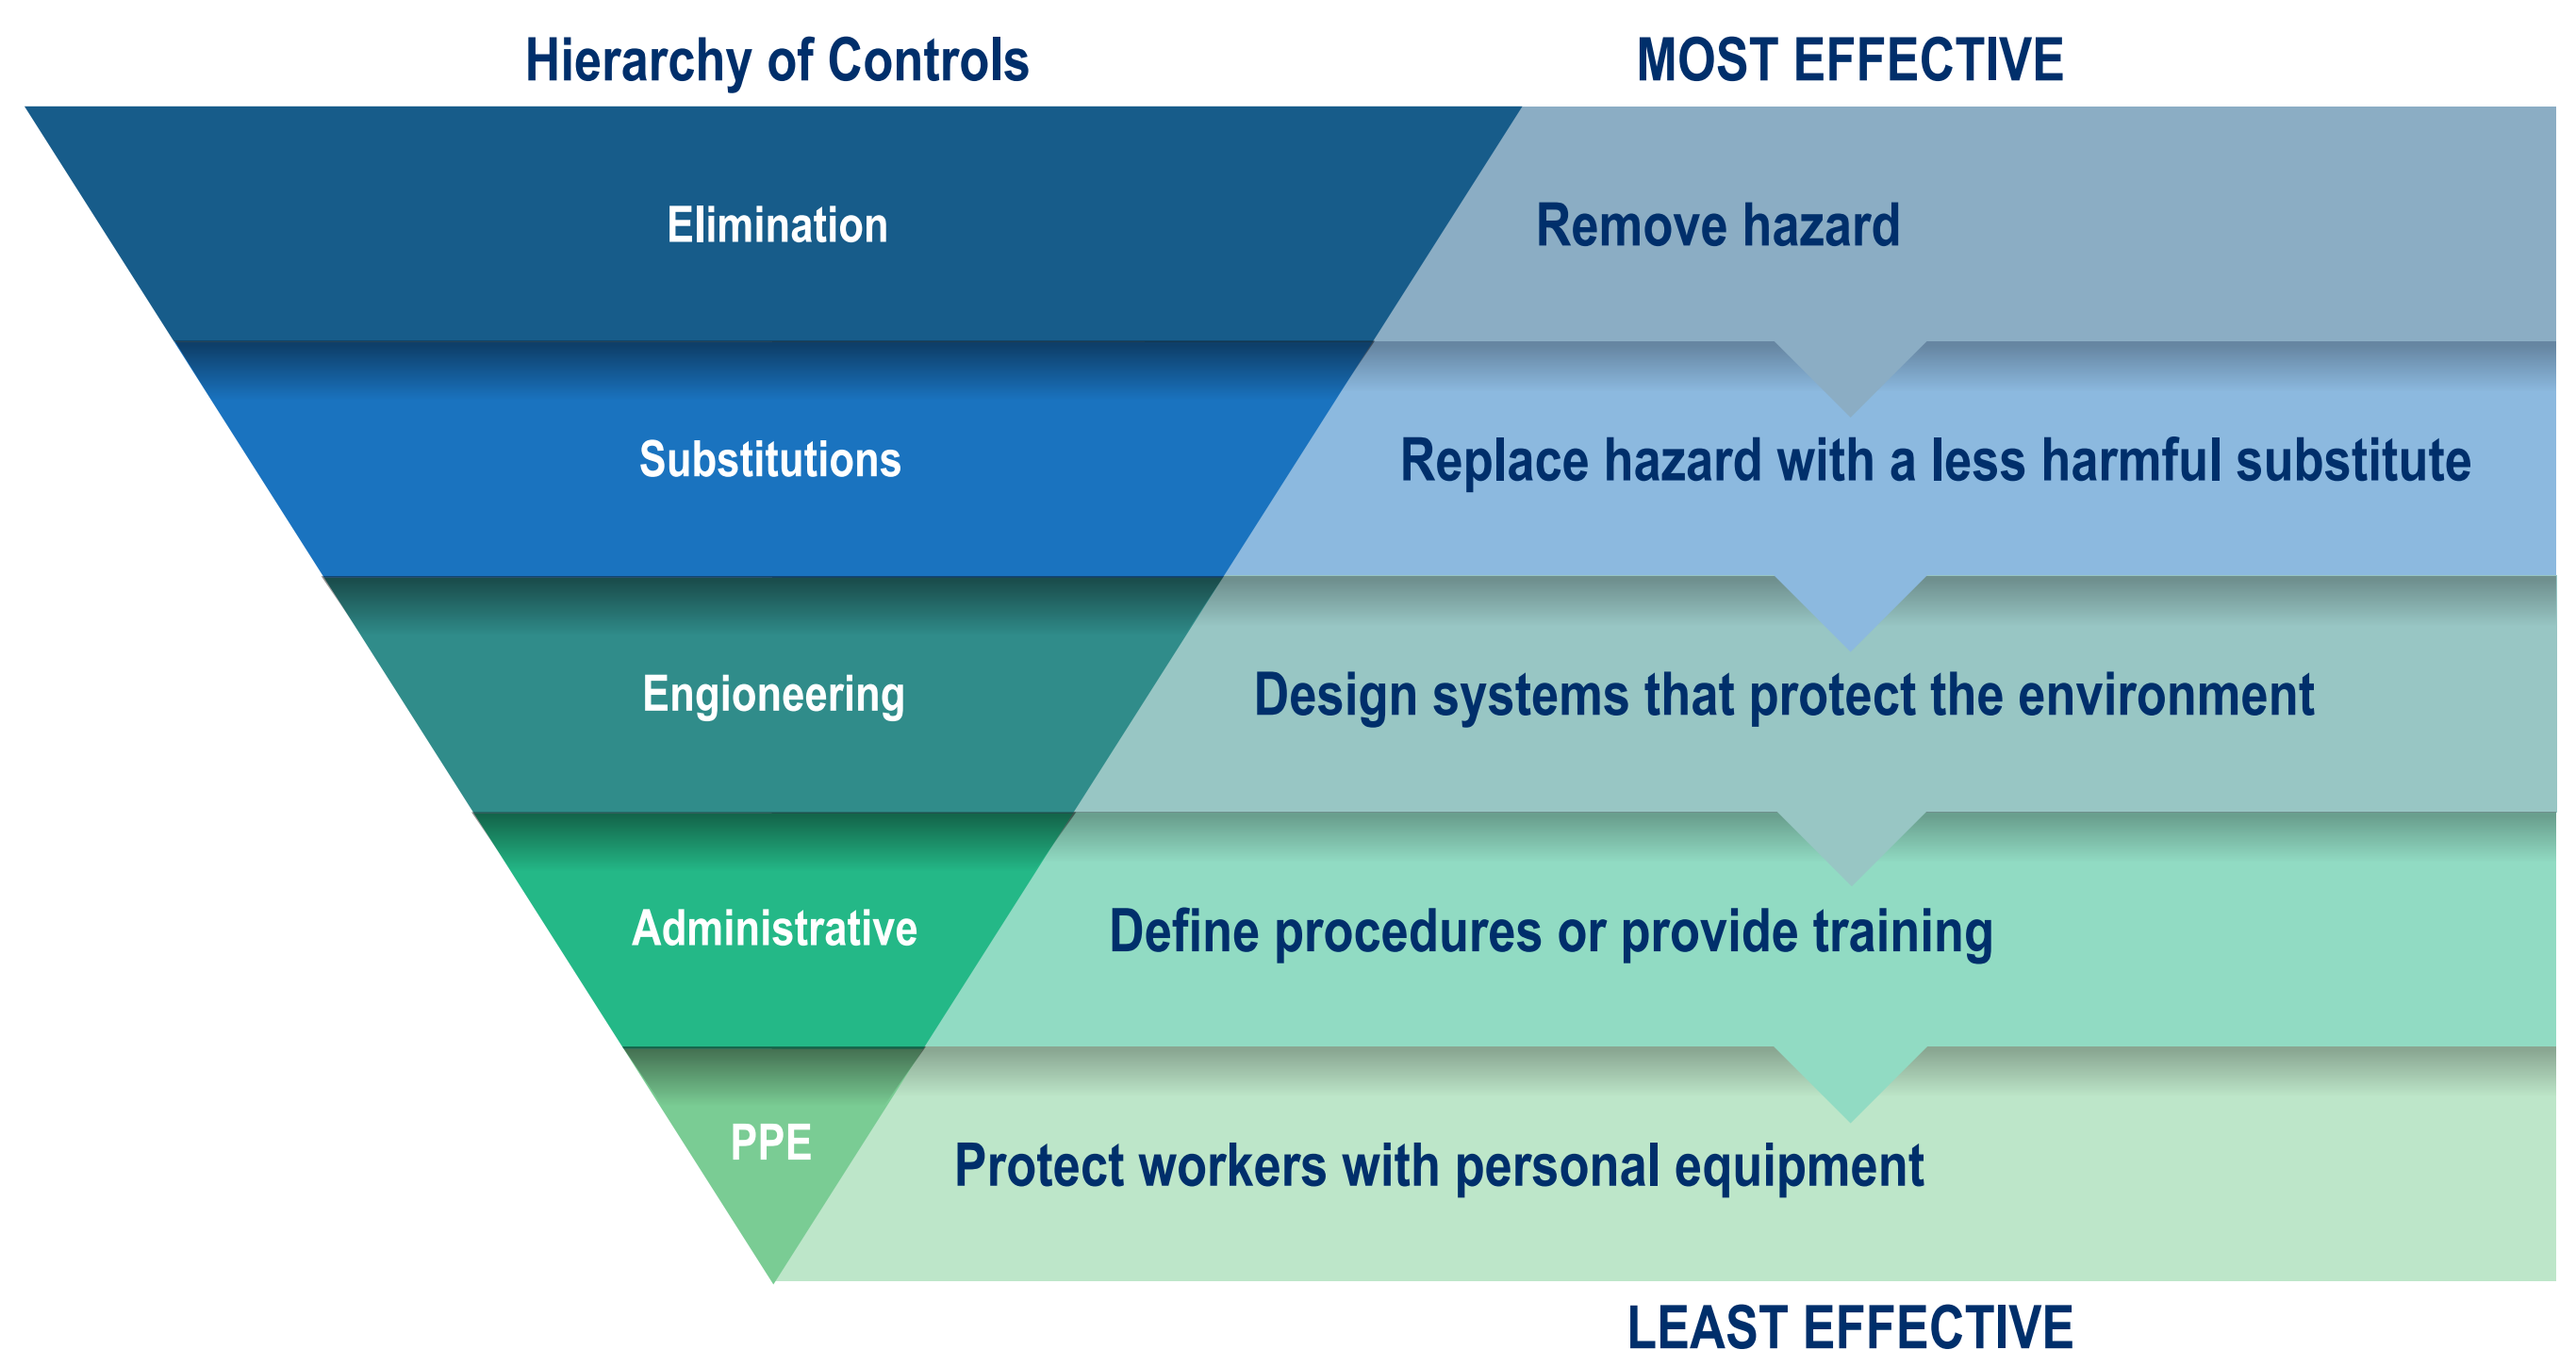 Hierarchy of Controls
MOST EFFECTIVE
Elimination
Remove hazard
Substitutions
Replace hazard with a less harmful substitute
Engioneering
Design systems that protect the environment
Administrative
Define procedures or provide training
PPE
Protect workers with personal equipment
LEAST EFFECTIVE